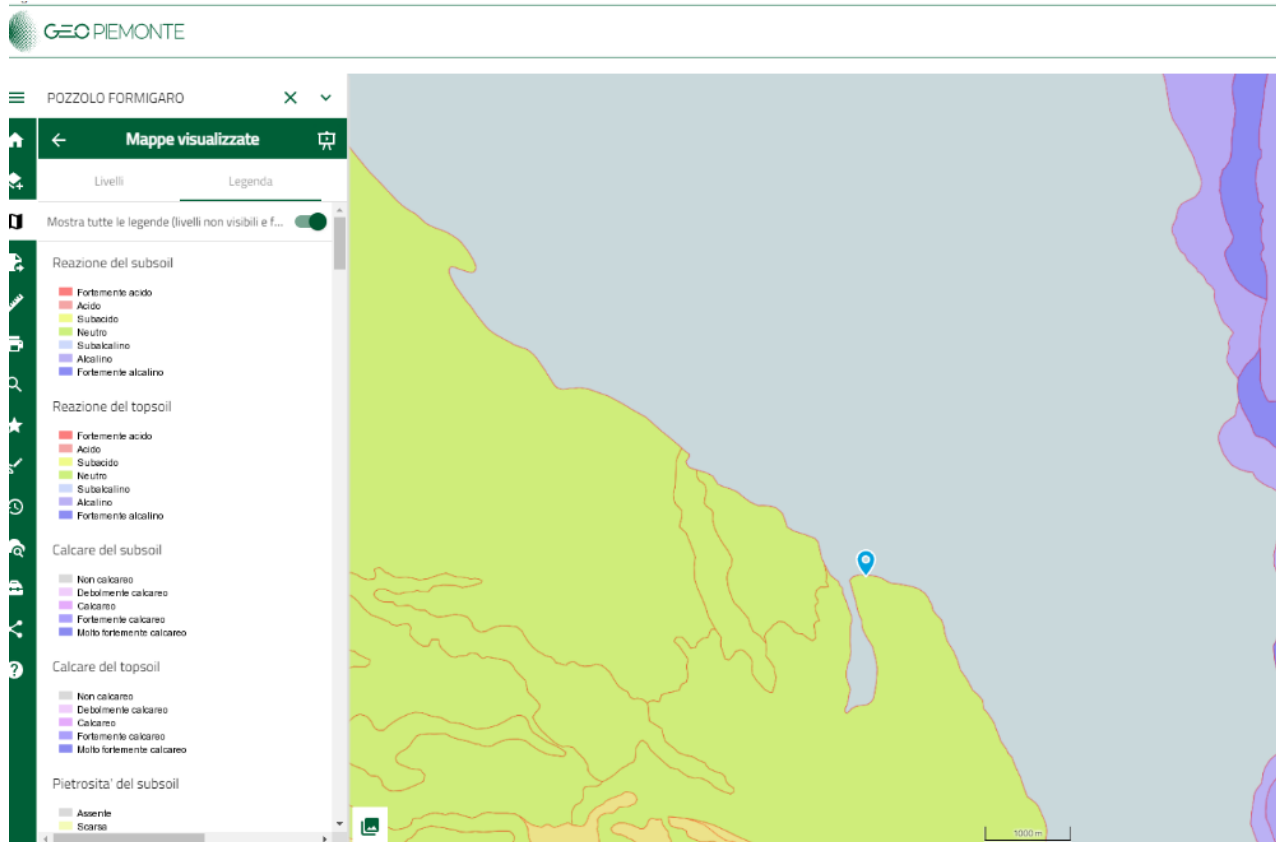 GEO PIEMONTE
POZZOLO FORMIGARO
Mappe visualizzate
Livelli Legenda
Mostra tutte le legende (livelli non visibili e f...
Reazione del subsoil
Fortemente acido
Acido
Subacido
Neutro
Subalcalino
Alcalino
Fortemente alcalino
Reazione del topsoil
Fortemente acido
Acido
Subacido
Neutro
Subalcalino
Alcalino
Fortemente alcalino
Calcare del subsoil
Non calcareo
Debolmente calcareo
Calcareo
Fortemente calcareo
Molto fortemente calcareo
Calcare del topsoil
Non calcareo
Debolmente calcareo
Calcareo
Fortemente calcareo
Molto fortemente calcareo
Pietrosita' del subsoil
Assente
Scarsa
1000 m